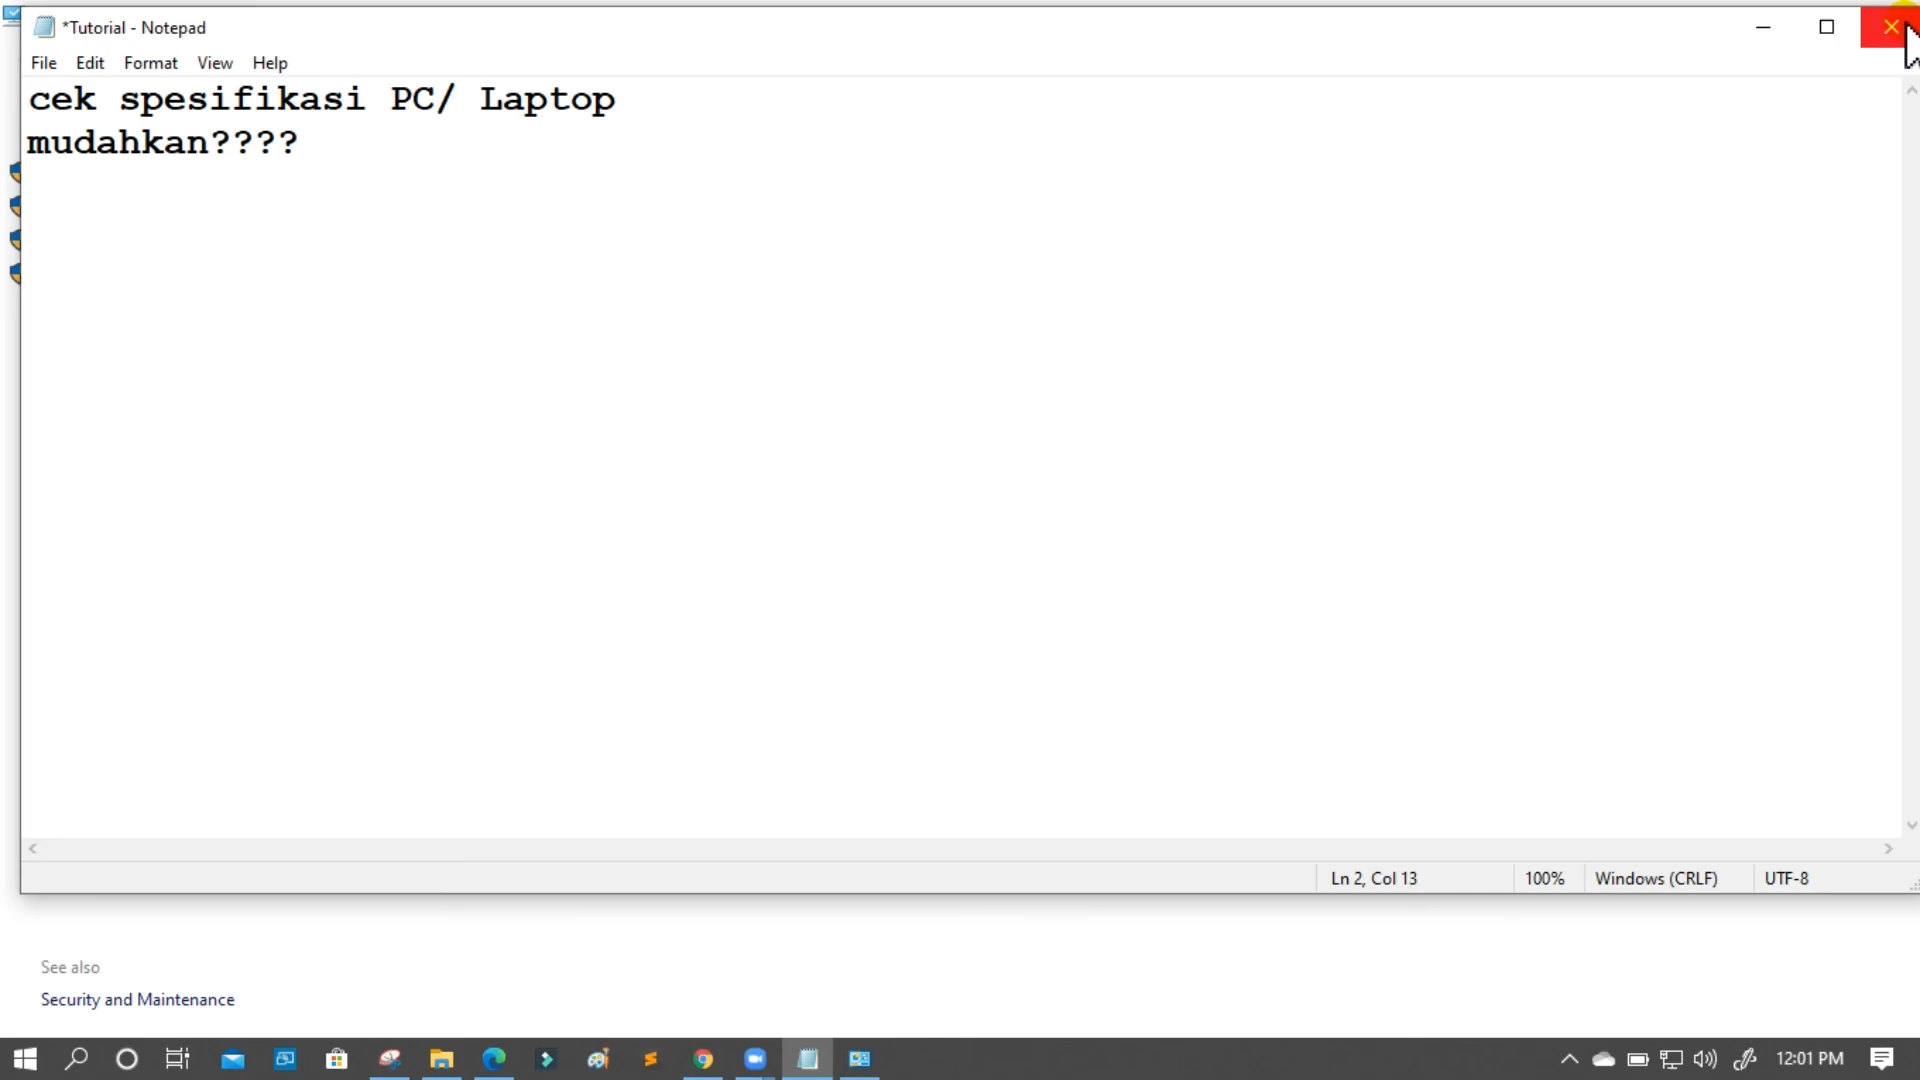 *Tutorial - Notepad
File Edit Format View Help
cek spesifikasi PC/ Laptop
mudahkan????
Ln 2, Col 13 100% Windows (CRLF) UTF-8
See also
Security and Maintenance
12:01 PM